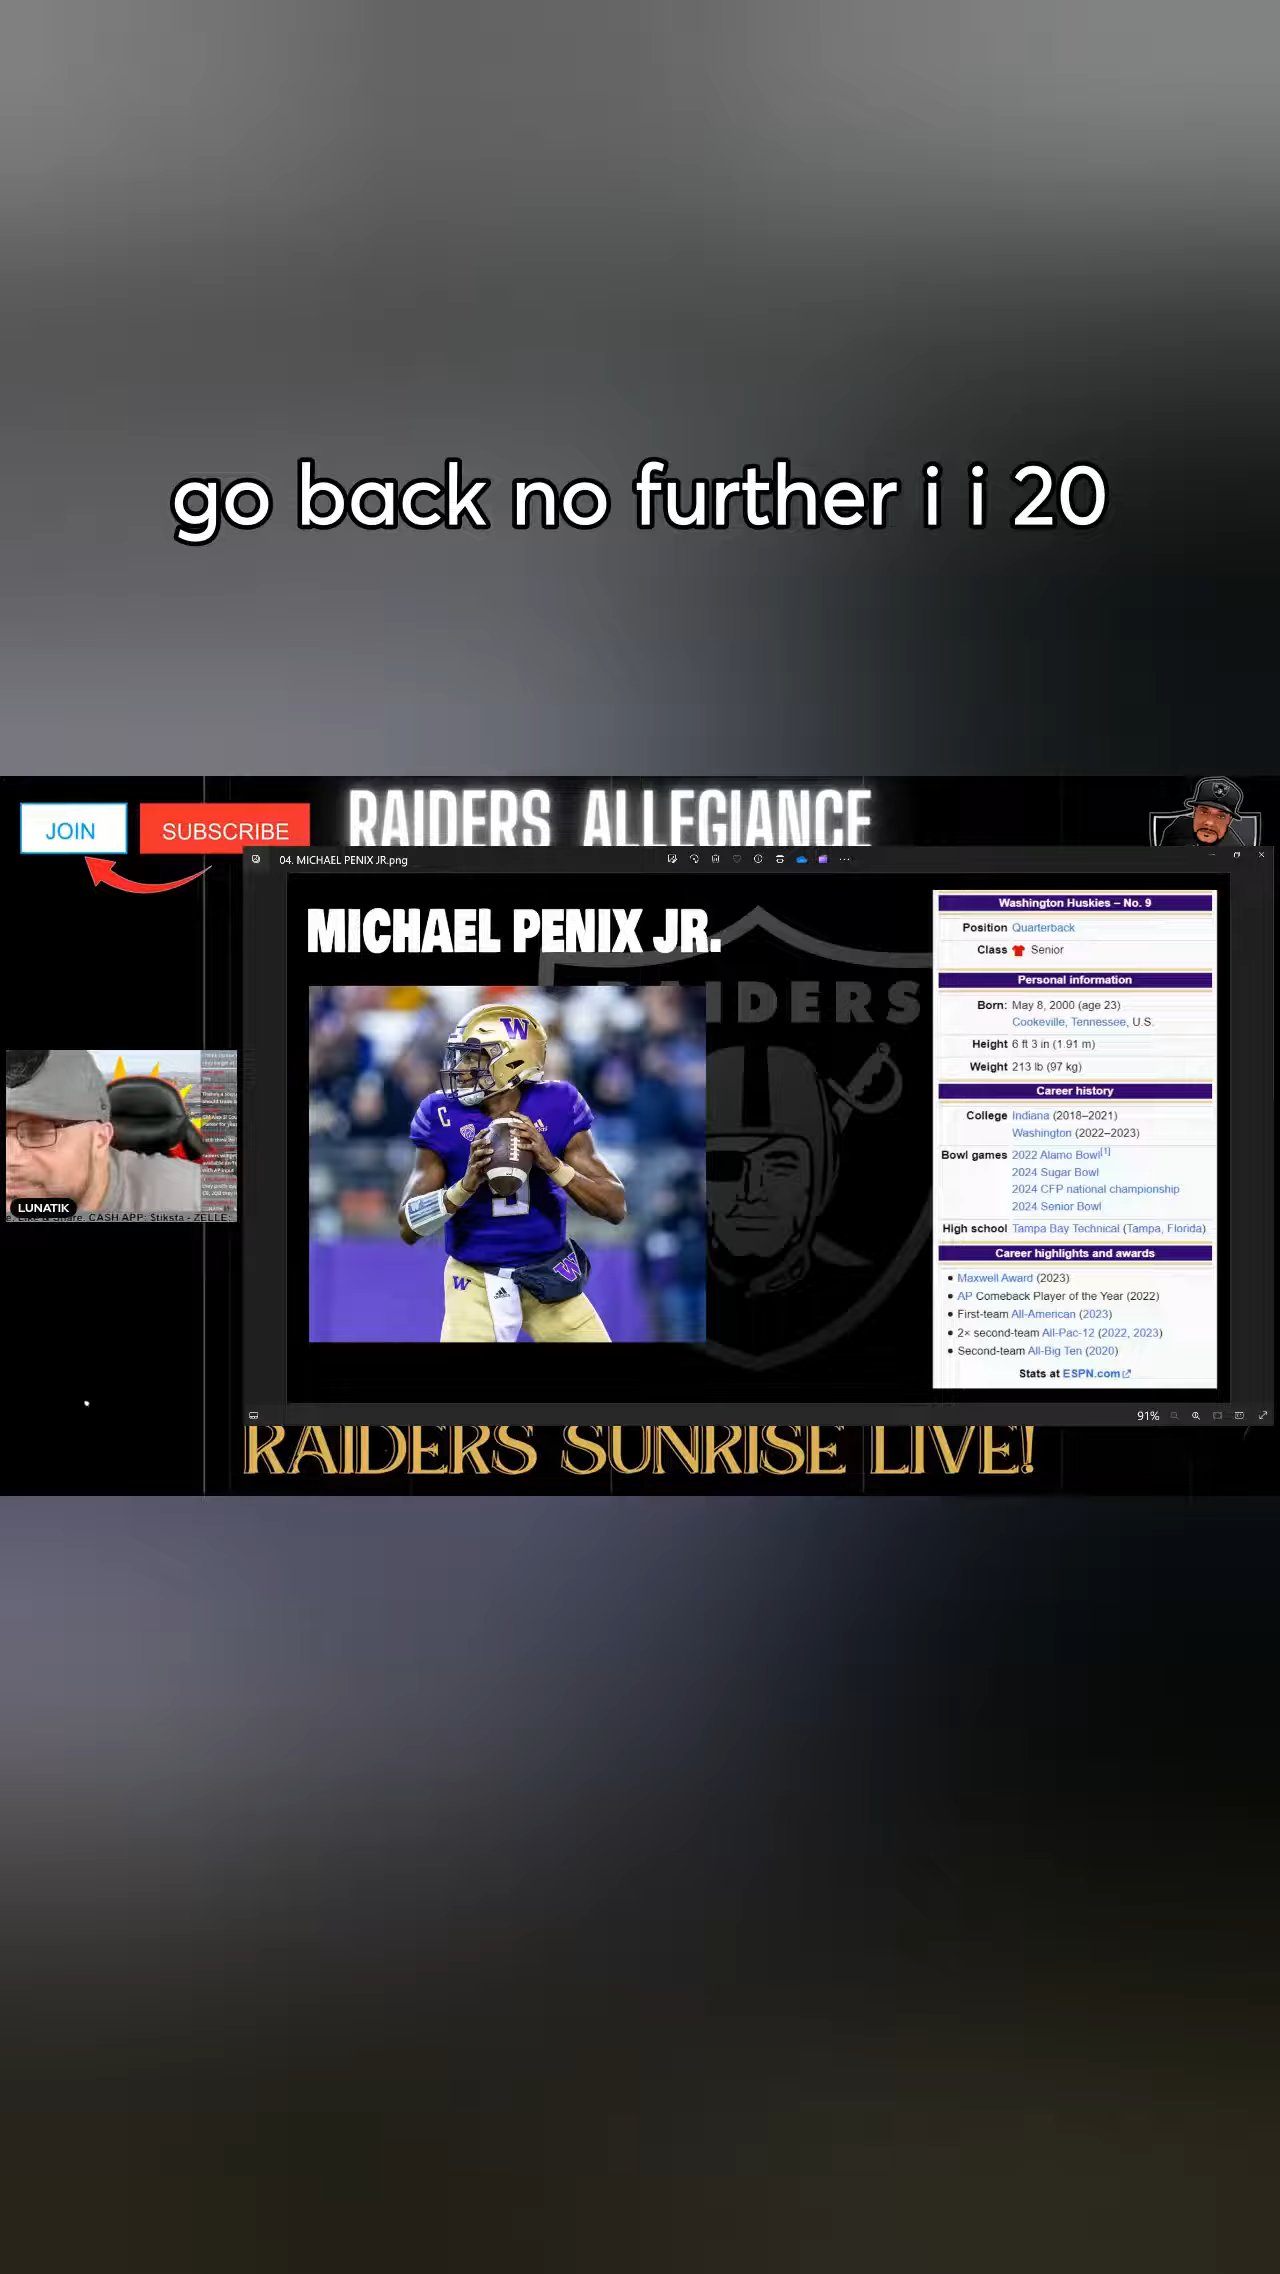 go back no further i i 20
JOIN
SUBSCRIBE
RAIDERS ALLEGIANCE
04. MICHAEL PENIX JR.png
MICHAEL PENIX JR.
RAIDERS
W
C
W
W
Washington Huskies – No. 9
Position Quarterback
Class Senior
Personal information
Born: May 8, 2000 (age 23)
Cookeville, Tennessee, U.S.
Height 6 ft 3 in (1.91 m)
Weight 213 lb (97 kg)
Career history
College Indiana (2018–2021)
Washington (2022–2023)
Bowl games 2022 Alamo Bowl[1]
2024 Sugar Bowl
2024 CFP national championship
2024 Senior Bowl
High school Tampa Bay Technical (Tampa, Florida)
Career highlights and awards
• Maxwell Award (2023)
• AP Comeback Player of the Year (2022)
• First-team All-American (2023)
• 2× second-team All-Pac-12 (2022, 2023)
• Second-team All-Big Ten (2020)
Stats at ESPN.com
LUNATIK
Share. CASH APP: $tiksta - ZELLE:
91%
RAIDERS SUNRISE LIVE!